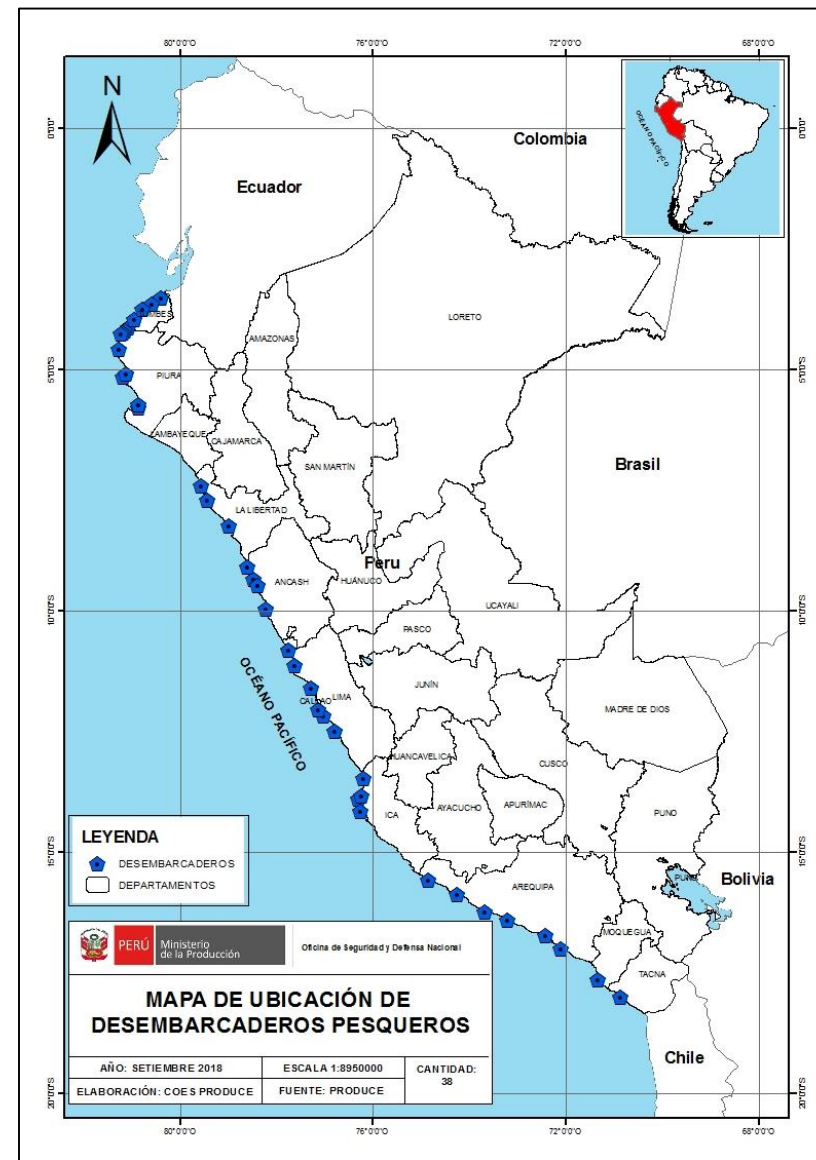 80°0'0"O 76°0'0"O 72°0'0"O 68°0'0"O
N
OCÉANO PACÍFICO
0°0'0" 0°0'0"
Colombia
Ecuador
LORETO
AMAZONAS
5°0'0"S 5°0'0"S
PIURA
LAMBAYEQUE
CAJAMARCA
SAN MARTÍN
Brasil
LA LIBERTAD
Peru
ANCASH
HUÁNUCO
UCAYALI
10°0'0"S 10°0'0"S
PASCO
OCÉANO PACÍFICO
JUNÍN
LIMA
CALLAO
MADRE DE DIOS
HUANCAVELICA
CUSCO
ICA
AYACUCHO
APURÍMAC
PUNO
15°0'0"S 15°0'0"S
LEYENDA
DESEMBARCADEROS
DEPARTAMENTOS
AREQUIPA
PUNO
Bolivia
MOQUEGUA
TACNA
PERÚ
Ministerio
de la Producción
Oficina de Seguridad y Defensa Nacional
MAPA DE UBICACIÓN DE
DESEMBARCADEROS PESQUEROS
Chile
AÑO: SETIEMBRE 2018
ESCALA 1:8950000
CANTIDAD:
38
ELABORACIÓN: COES PRODUCE
FUENTE: PRODUCE
20°0'0"S 20°0'0"S
80°0'0"O 76°0'0"O 72°0'0"O 68°0'0"O